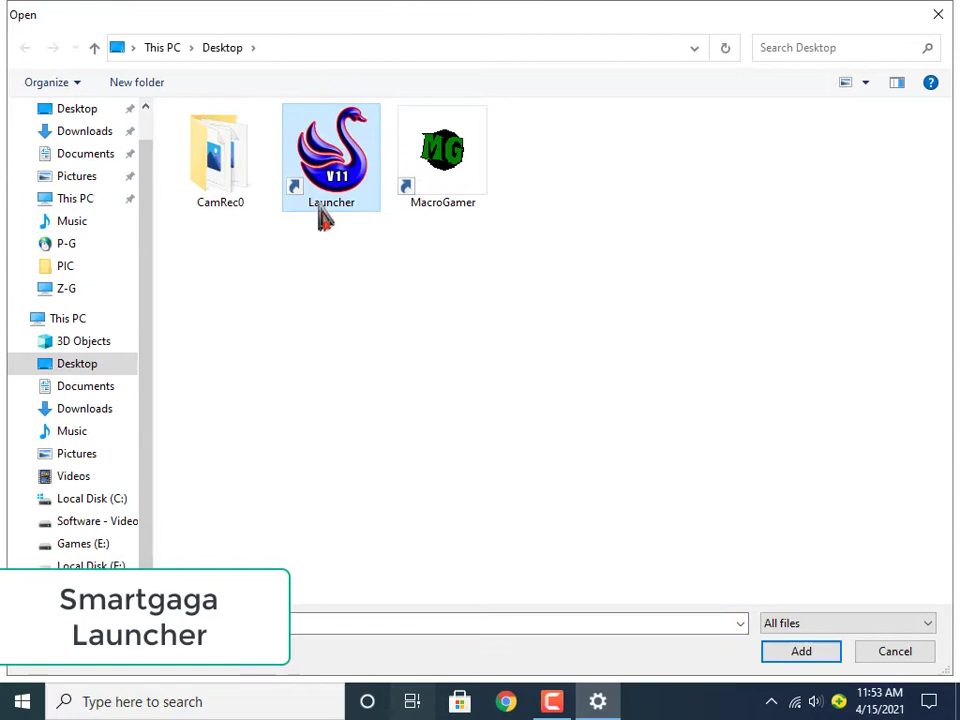 Open
This PC
Desktop
Search Desktop
Organize
New folder
Desktop
Downloads
Documents
Pictures
This PC
Music
P-G
PIC
Z-G
This PC
3D Objects
Desktop
Documents
Downloads
Music
Pictures
Videos
Local Disk (C:)
Software - Video
Games (E:)
Local Disk (F:)
CamRec0
V11
Launcher
MG
MacroGamer
Smartgaga
Launcher
All files
Add
Cancel
Type here to search
11:53 AM
4/15/2021